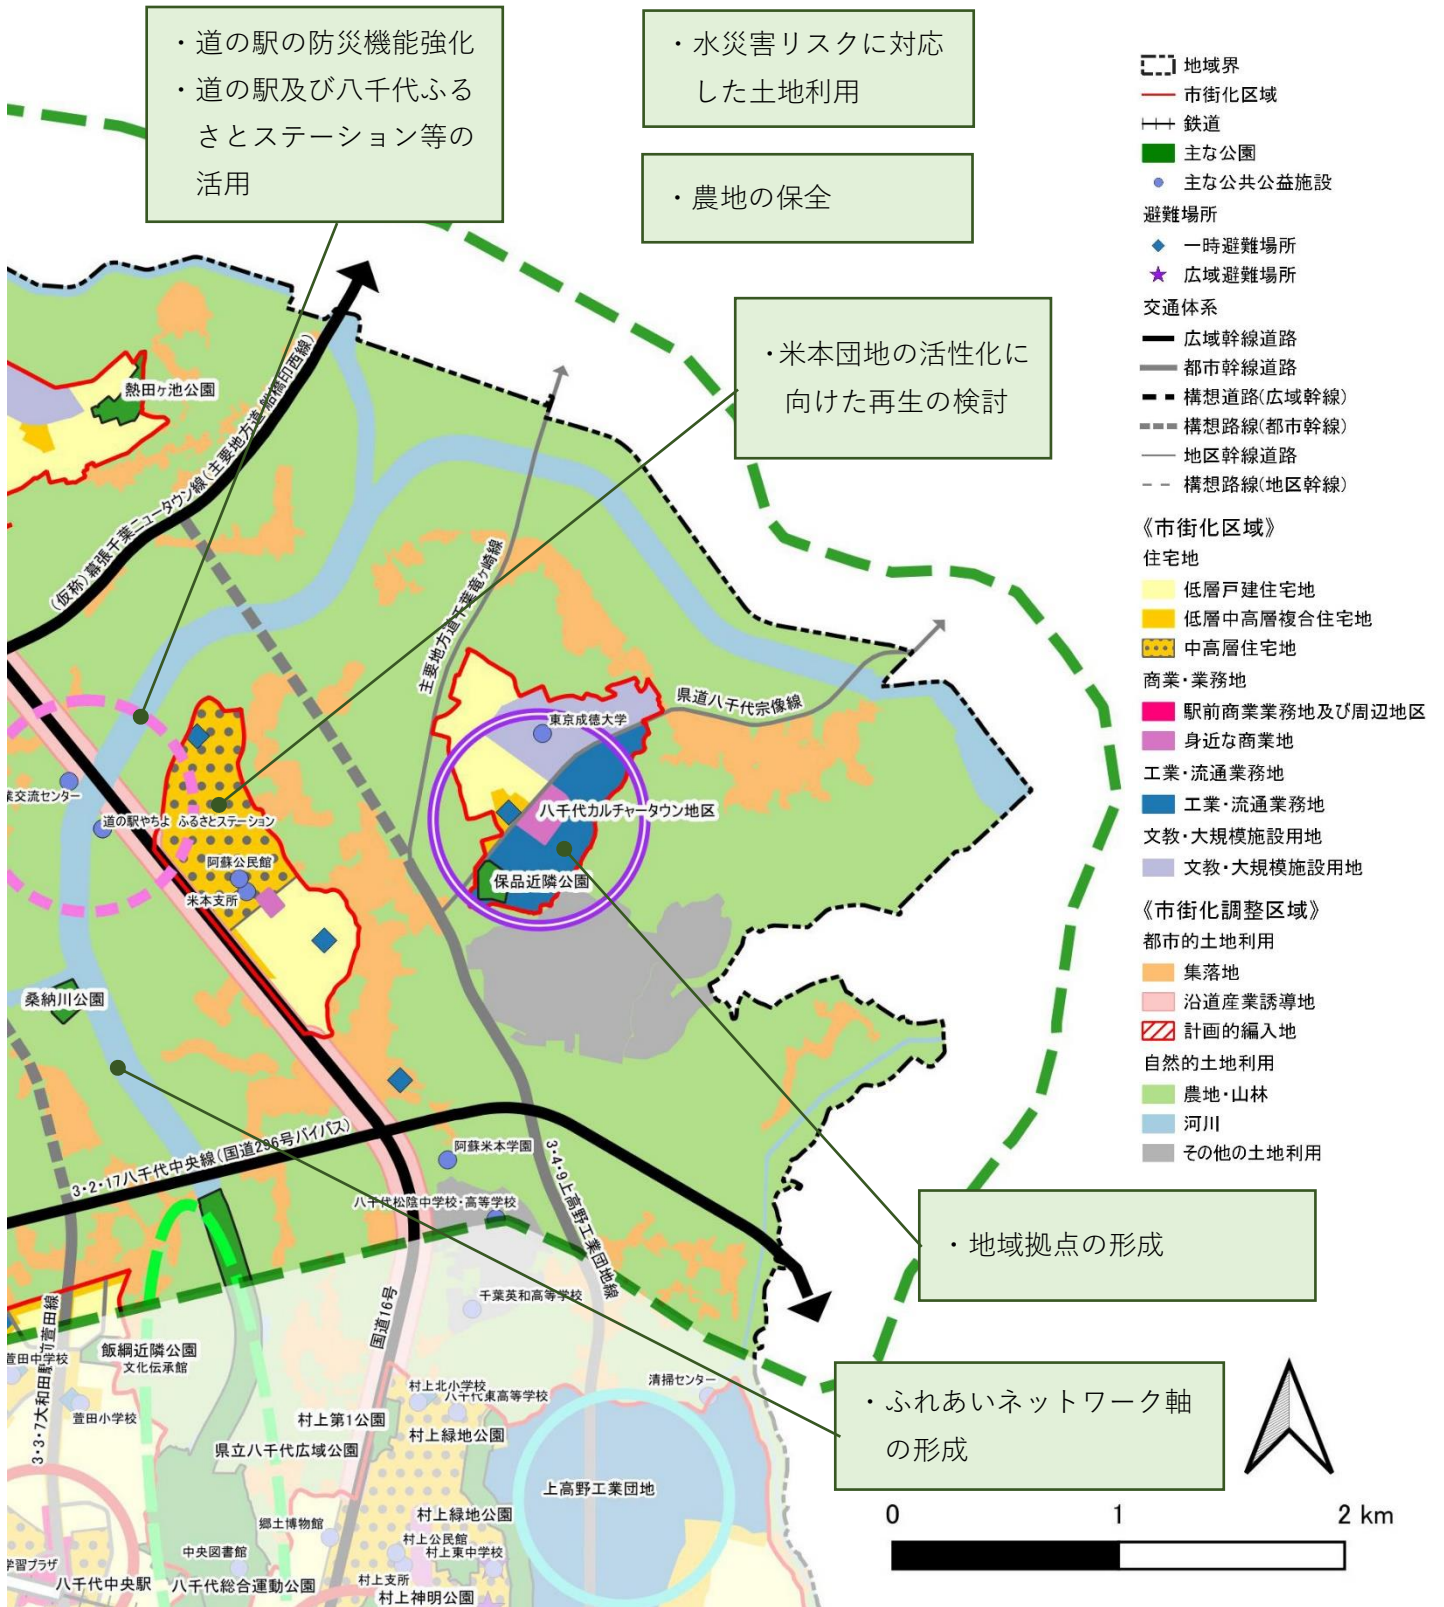 ・道の駅の防災機能強化
・道の駅及び八千代ふる
さとステーション等の
活用
・水災害リスクに対応
した土地利用
・農地の保全
・米本団地の活性化に
向けた再生の検討
地域界
市街化区域
鉄道
主な公園
主な公共公益施設
避難場所
一時避難場所
広域避難場所
交通体系
広域幹線道路
都市幹線道路
構想道路(広域幹線)
構想路線(都市幹線)
地区幹線道路
構想路線(地区幹線)
《市街化区域》
住宅地
低層戸建住宅地
低層中高層複合住宅地
中高層住宅地
商業・業務地
駅前商業業務地及び周辺地区
身近な商業地
工業・流通業務地
工業・流通業務地
文教・大規模施設用地
文教・大規模施設用地
《市街化調整区域》
都市的土地利用
集落地
沿道産業誘導地
計画的編入地
自然的土地利用
農地・山林
河川
その他の土地利用
熱田ヶ池公園
(仮称)幕張千葉ニュータウン線(主要地方道 船橋印西線)
主要地方道千葉竜ヶ崎線
県道八千代宗像線
東京成徳大学
八千代カルチャータウン地区
保品近隣公園
業交流センター
道の駅やちよ ふるさとステーション
阿蘇公民館
米本支所
桑納川公園
3・2・17八千代中央線(国道296号バイパス)
阿蘇米本学園
八千代松陰中学校・高等学校
3・4・9上高野工業団地線
千葉英和高等学校
国道16号
・地域拠点の形成
・ふれあいネットワーク軸
の形成
飯綱近隣公園
文化伝承館
萱田中学校
3・3・7大和田駅前萱田線
萱田小学校
村上第1公園
県立八千代広域公園
村上北小学校
八千代東高等学校
村上緑地公園
清掃センター
上高野工業団地
村上緑地公園
郷土博物館
中央図書館
村上公民館
村上東中学校
学習プラザ
八千代中央駅
八千代総合運動公園
村上支所
村上神明公園
0 1 2 km